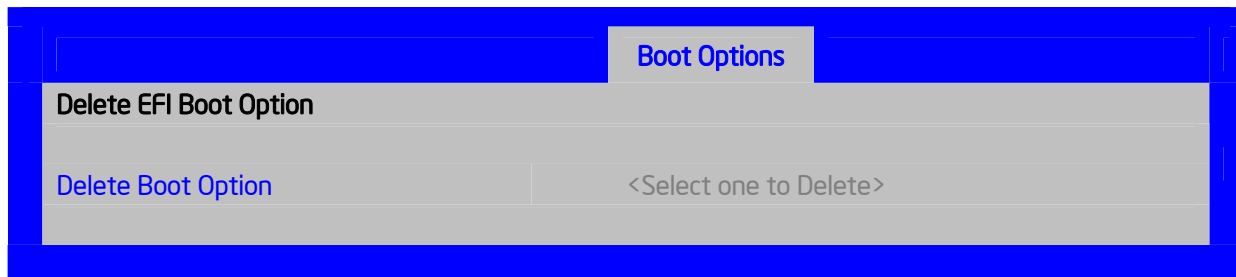 Boot Options
Delete EFI Boot Option
Delete Boot Option <Select one to Delete>